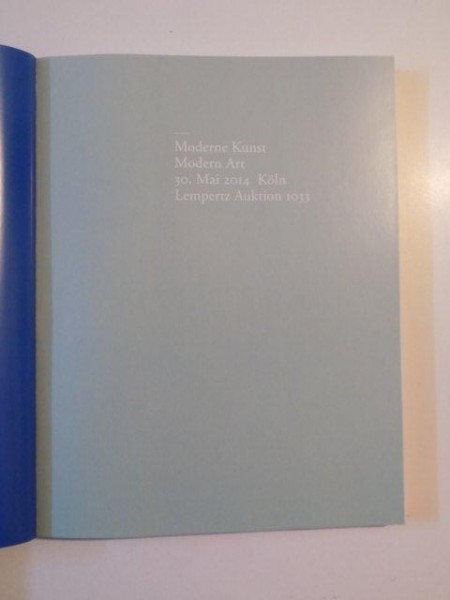 Moderne Kunst
Modern Art
30. Mai 2014 Köln
Lempertz Auktion 1033